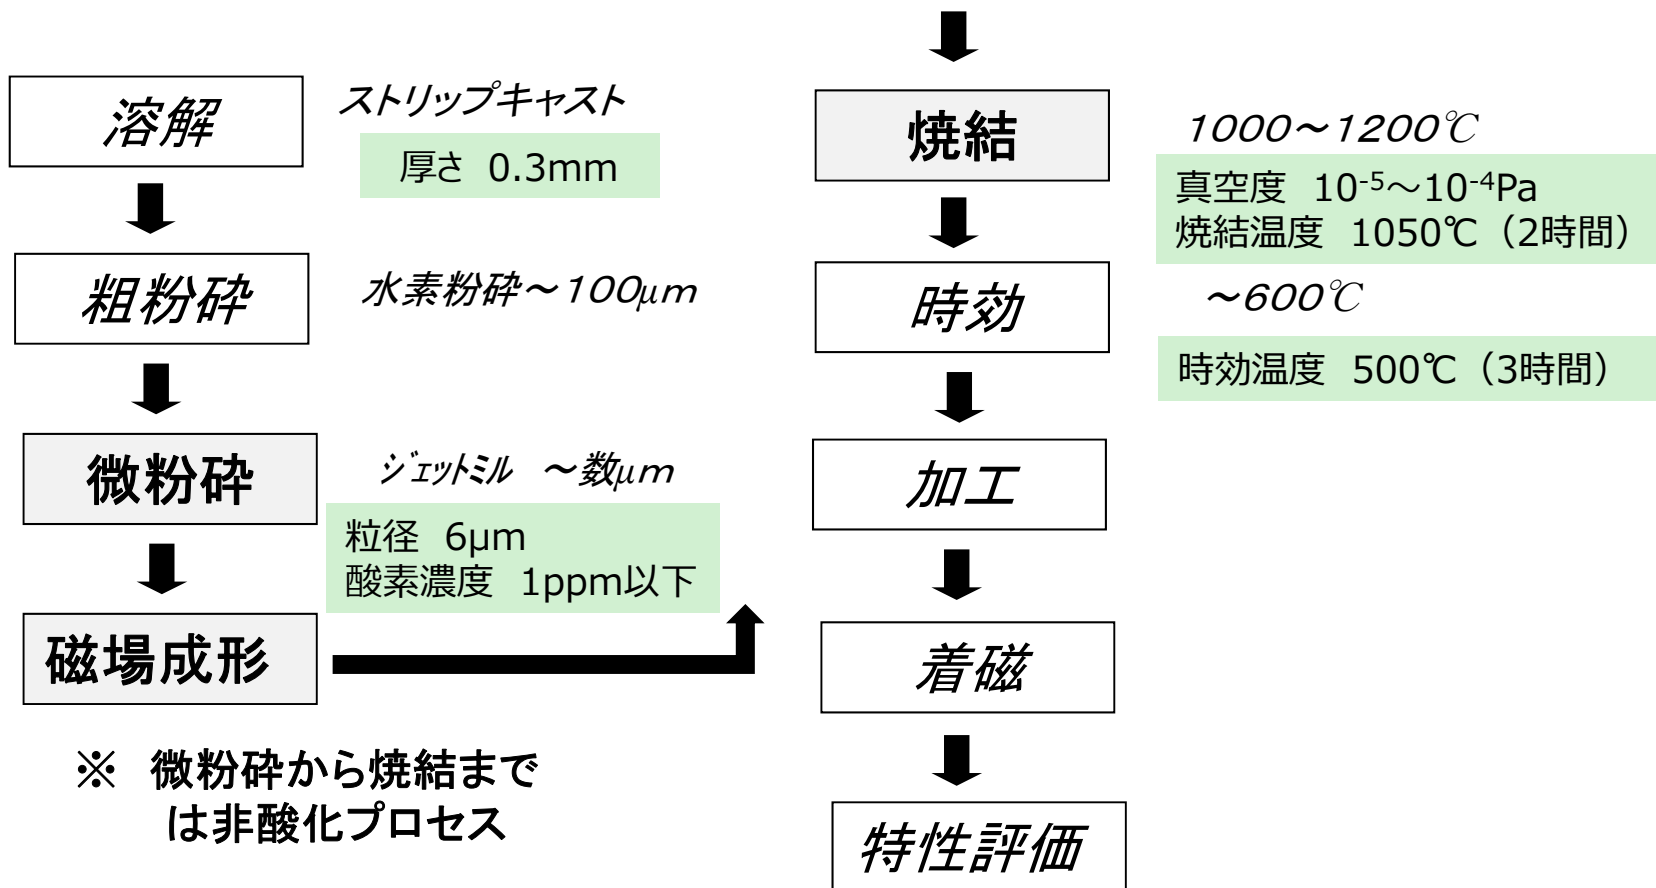 溶解
ストリップキャスト
厚さ 0.3mm
粗粉砕
水素粉砕～100μm
微粉砕
ジェットミル ～数μm
粒径 6μm
酸素濃度 1ppm以下
磁場成形
※ 微粉砕から焼結まで
は非酸化プロセス
焼結
1000～1200℃
真空度 10⁻⁵～10⁻⁴Pa
焼結温度 1050℃（2時間）
時効
～600℃
時効温度 500℃（3時間）
加工
着磁
特性評価